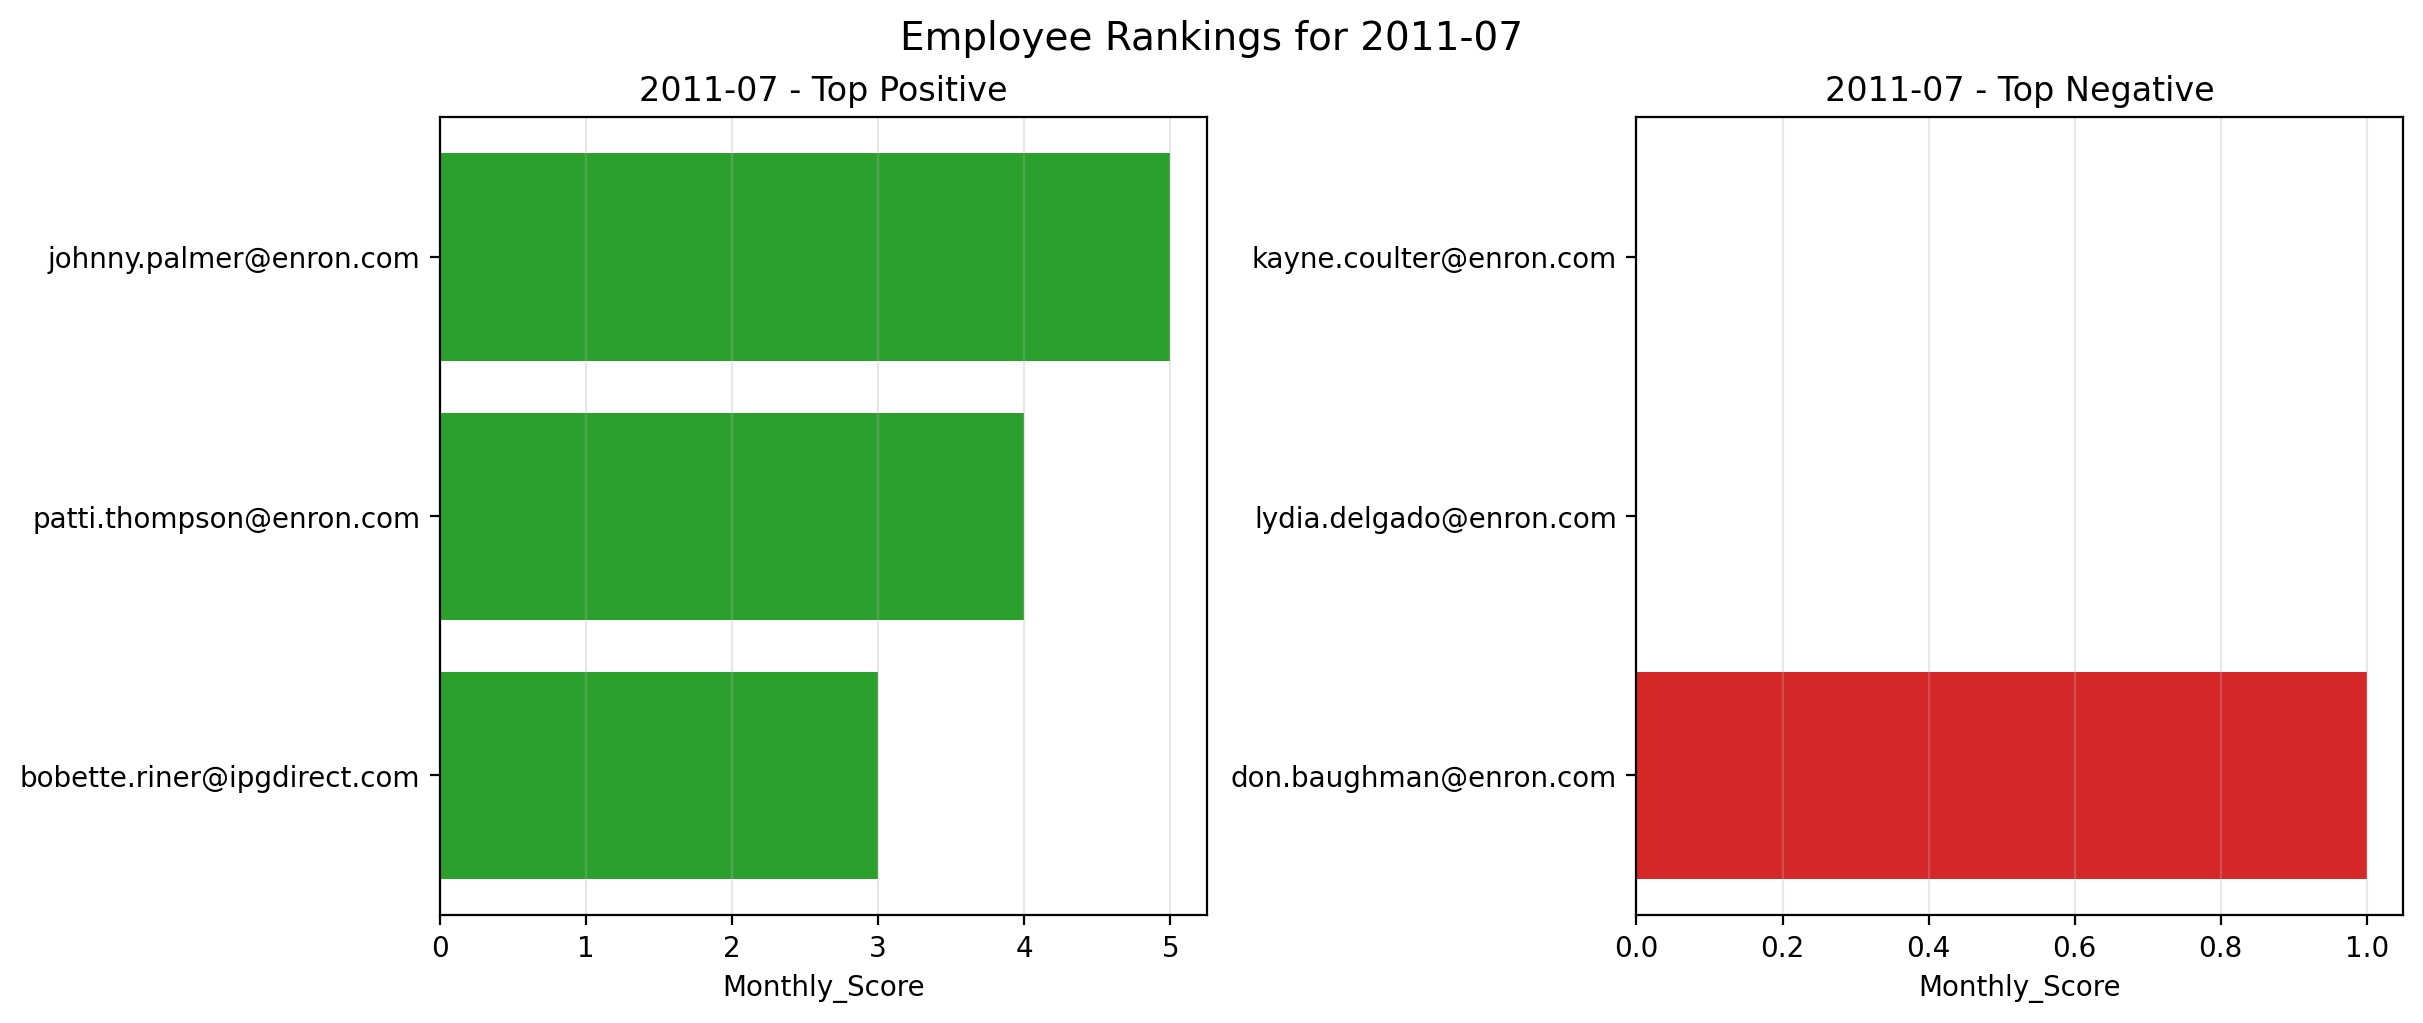 Employee Rankings for 2011-07
2011-07 - Top Positive
johnny.palmer@enron.com
patti.thompson@enron.com
bobette.riner@ipgdirect.com
0 1 2 3 4 5
Monthly_Score
2011-07 - Top Negative
kayne.coulter@enron.com
lydia.delgado@enron.com
don.baughman@enron.com
0.0 0.2 0.4 0.6 0.8 1.0
Monthly_Score